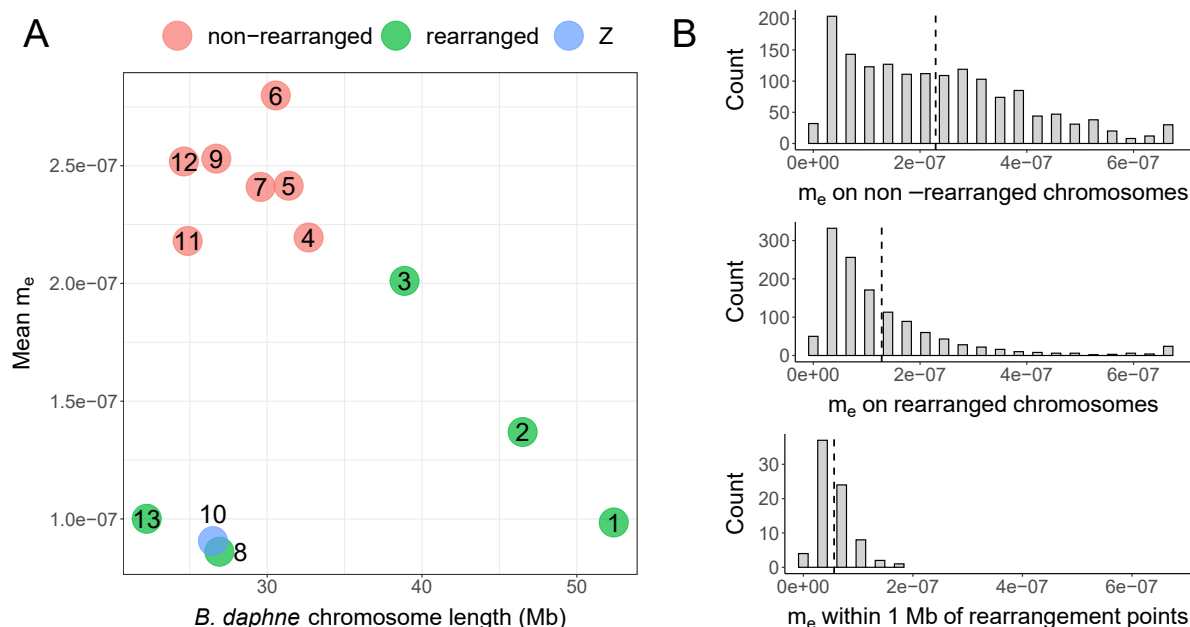 A
non−rearranged rearranged Z
Mean mₑ
2.5e−07
2.0e−07
1.5e−07
1.0e−07
6
12
9
7
5
11
4
3
2
13
10
8
1
30 40 50
B. daphne chromosome length (Mb)
B
Count
200
150
100
50
0
0e+00 2e−07 4e−07 6e−07
mₑ on non −rearranged chromosomes
Count
300
200
100
0
0e+00 2e−07 4e−07 6e−07
mₑ on rearranged chromosomes
Count
30
20
10
0
0e+00 2e−07 4e−07 6e−07
mₑ within 1 Mb of rearrangement points